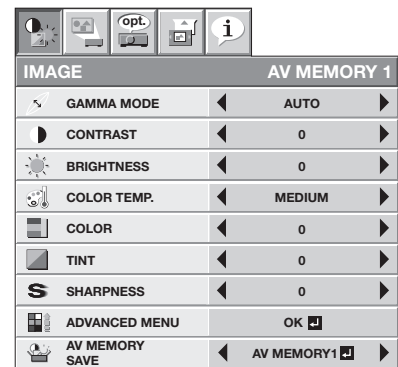 opt.
i
IMAGE AV MEMORY 1
GAMMA MODE AUTO
CONTRAST 0
BRIGHTNESS 0
COLOR TEMP. MEDIUM
COLOR 0
TINT 0
S SHARPNESS 0
ADVANCED MENU OK
AV MEMORY
SAVE AV MEMORY1